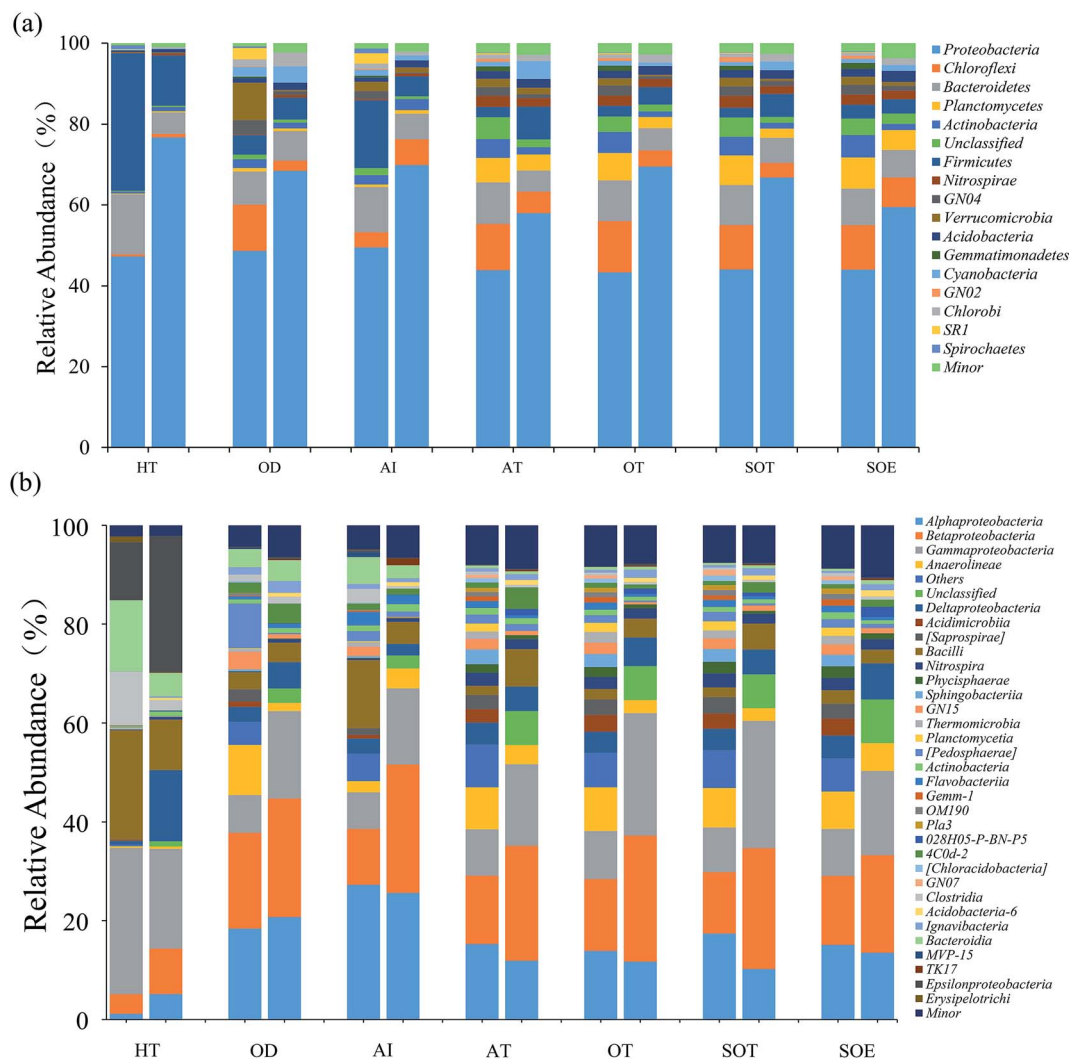 (a)
Relative Abundance (%)
100
80
60
40
20
0
HT OD AI AT OT SOT SOE
Proteobacteria
Chloroflexi
Bacteroidetes
Planctomycetes
Actinobacteria
Unclassified
Firmicutes
Nitrospirae
GN04
Verrucomicrobia
Acidobacteria
Gemmatimonadetes
Cyanobacteria
GN02
Chlorobi
SR1
Spirochaetes
Minor
(b)
Relative Abundance (%)
100
80
60
40
20
0
HT OD AI AT OT SOT SOE
Alphaproteobacteria
Betaproteobacteria
Gammaproteobacteria
Anaerolineae
Others
Unclassified
Deltaproteobacteria
Acidimicrobiia
[Saprospirae]
Bacilli
Nitrospira
Phycisphaerae
Sphingobacteriia
GN15
Thermomicrobia
Planctomycetia
[Pedosphaerae]
Actinobacteria
Flavobacteriia
Gemm-1
OM190
Pla3
028H05-P-BN-P5
4C0d-2
[Chloracidobacteria]
GN07
Clostridia
Acidobacteria-6
Ignavibacteria
Bacteroidia
MVP-15
TK17
Epsilonproteobacteria
Erysipelotrichi
Minor